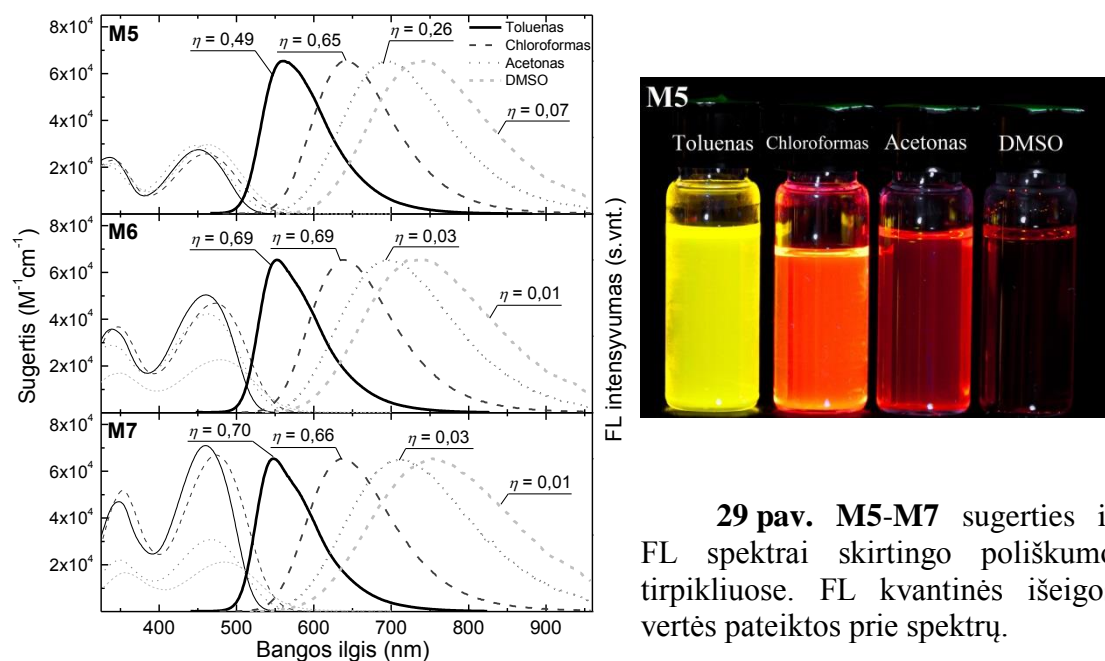 M5
η = 0,49
η = 0,65
η = 0,26
η = 0,07
Toluenas
Chloroformas
Acetonas
DMSO
8x10⁴
6x10⁴
4x10⁴
2x10⁴
M6
η = 0,69
η = 0,69
η = 0,03
η = 0,01
8x10⁴
6x10⁴
4x10⁴
2x10⁴
M7
η = 0,70
η = 0,66
η = 0,03
η = 0,01
8x10⁴
6x10⁴
4x10⁴
2x10⁴
400 500 600 700 800 900
Bangos ilgis (nm)
Sugertis (M⁻¹cm⁻¹)
FL intensyvumas (s.vnt.)
M5
Toluenas Chloroformas Acetonas DMSO
29 pav. M5-M7 sugerties i
FL spektrai skirtingo poliškumo
tirpikliuose. FL kvantinės išeigo
vertės pateiktos prie spektrų.